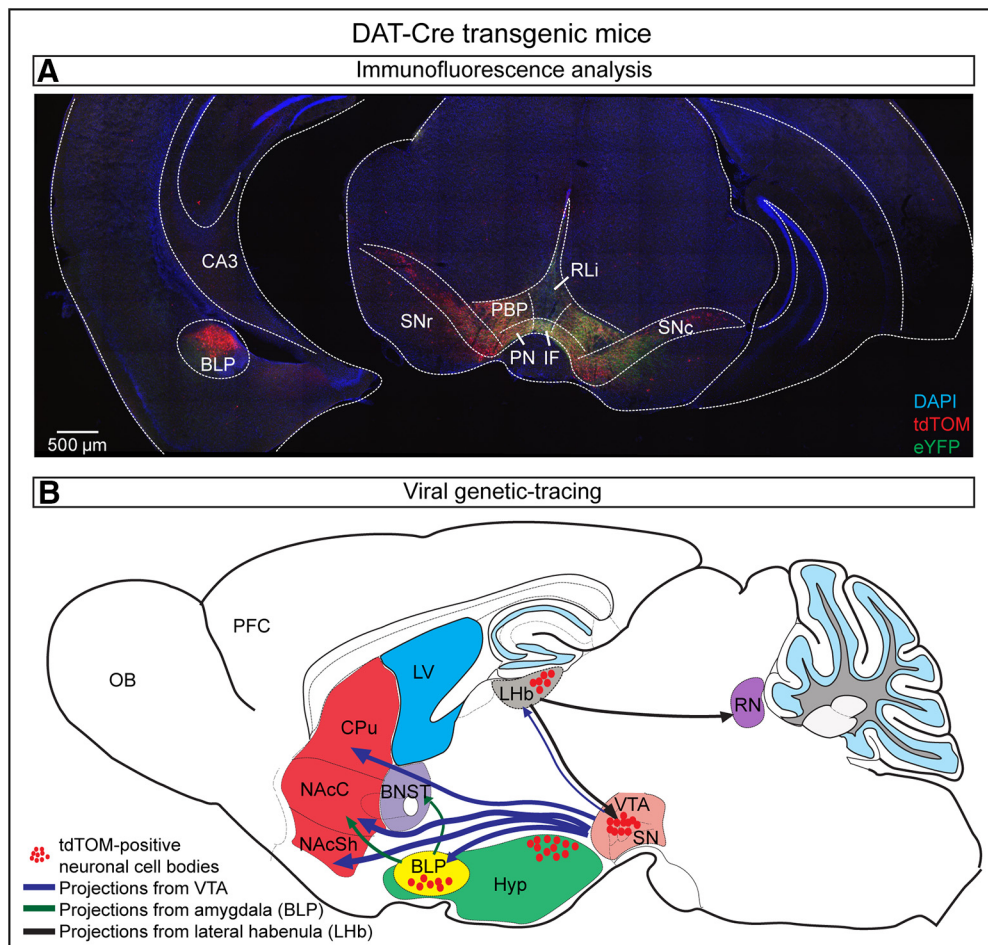 DAT-Cre transgenic mice
A
Immunofluorescence analysis
CA3
BLP
SNr
PBP
RLi
PN
IF
SNc
500 µm
DAPI
tdTOM
eYFP
B
Viral genetic-tracing
OB
PFC
LV
CPu
LHb
RN
NAcC
BNST
VTA
SN
NAcSh
BLP
Hyp
tdTOM-positive
neuronal cell bodies
Projections from VTA
Projections from amygdala (BLP)
Projections from lateral habenula (LHb)